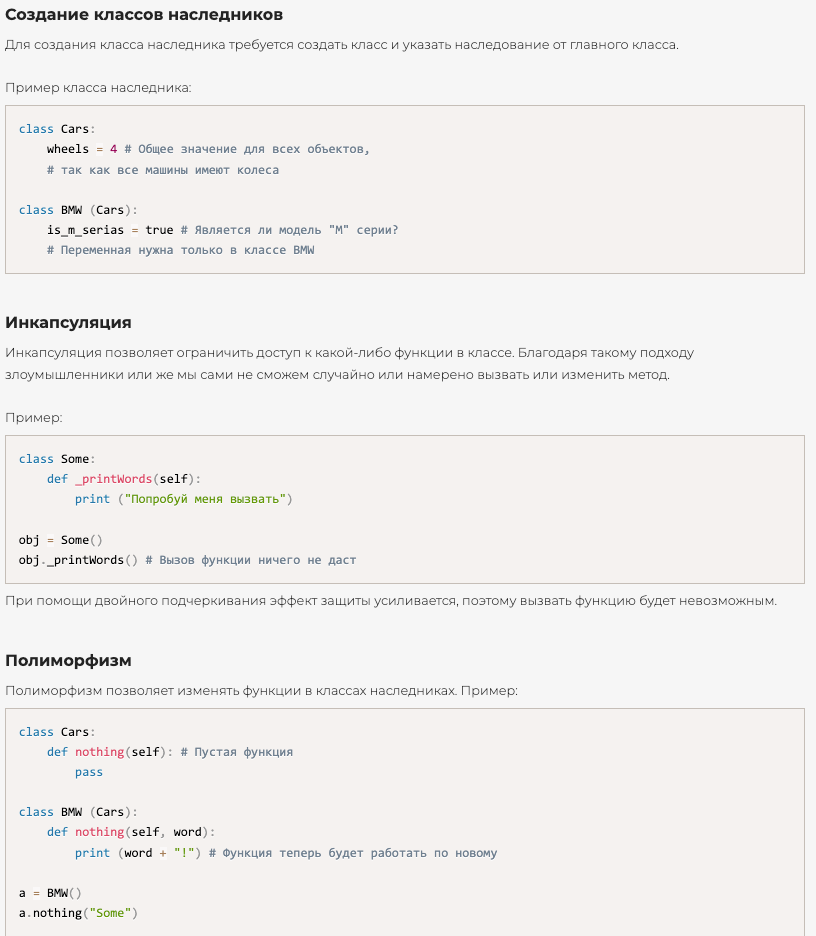 Создание классов наследников
Для создания класса наследника требуется создать класс и указать наследование от главного класса.
Пример класса наследника:
class Cars:
    wheels = 4 # Общее значение для всех объектов,
    # так как все машины имеют колеса
class BMW (Cars):
    is_m_serias = true # Является ли модель "M" серии?
    # Переменная нужна только в классе BMW
Инкапсуляция
Инкапсуляция позволяет ограничить доступ к какой-либо функции в классе. Благодаря такому подходу
злоумышленники или же мы сами не сможем случайно или намерено вызвать или изменить метод.
Пример:
class Some:
    def _printWords(self):
        print ("Попробуй меня вызвать")
obj = Some()
obj._printWords() # Вызов функции ничего не даст
При помощи двойного подчеркивания эффект защиты усиливается, поэтому вызвать функцию будет невозможным.
Полиморфизм
Полиморфизм позволяет изменять функции в классах наследниках. Пример:
class Cars:
    def nothing(self): # Пустая функция
        pass
class BMW (Cars):
    def nothing(self, word):
        print (word + "!") # Функция теперь будет работать по новому
a = BMW()
a.nothing("Some")